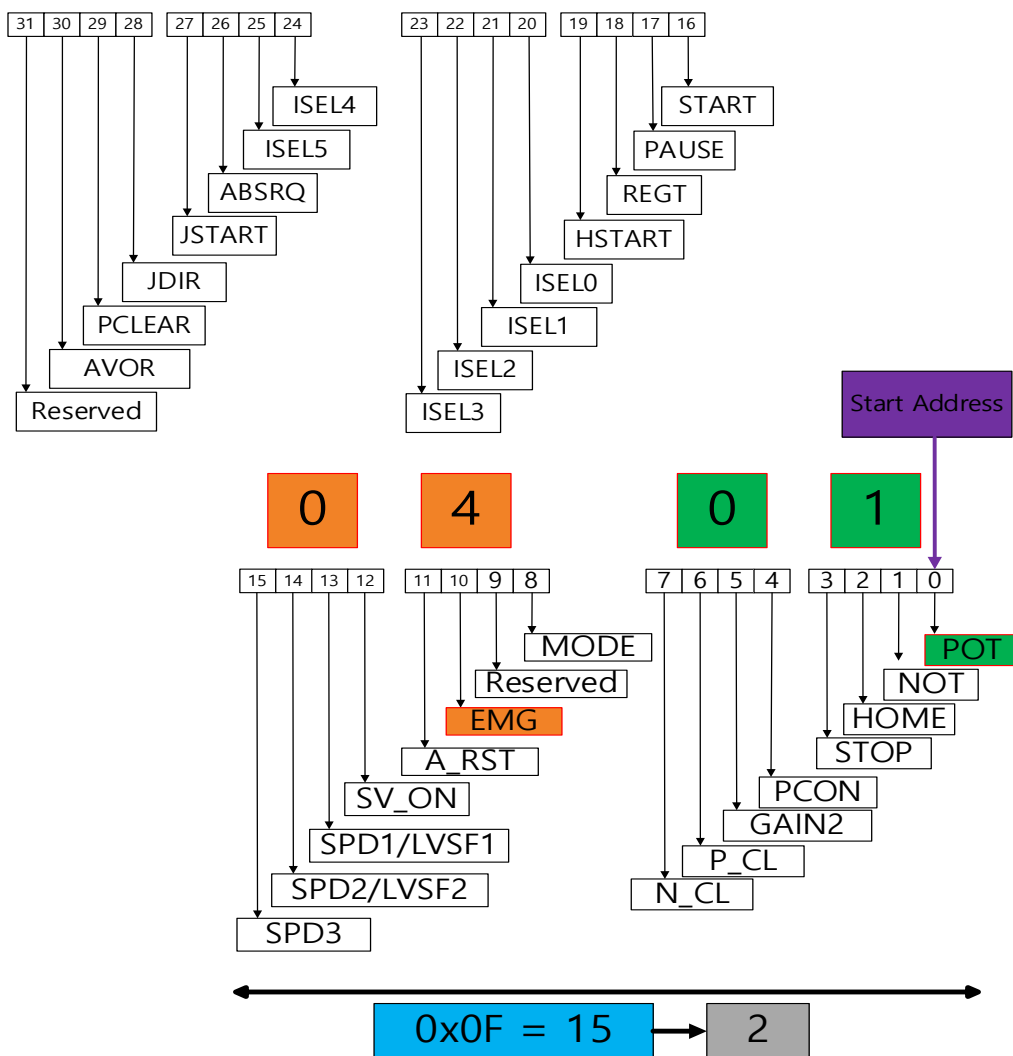 31 30 29 28 27 26 25 24 23 22 21 20 19 18 17 16
ISEL4
ISEL5
ABSRQ
JSTART
JDIR
PCLEAR
AVOR
Reserved
START
PAUSE
REGT
HSTART
ISEL0
ISEL1
ISEL2
ISEL3
Start Address
0 4 0 1
15 14 13 12 11 10 9 8 7 6 5 4 3 2 1 0
MODE
Reserved
EMG
A_RST
SV_ON
SPD1/LVSF1
SPD2/LVSF2
SPD3
POT
NOT
HOME
STOP
PCON
GAIN2
P_CL
N_CL
0x0F = 15 2